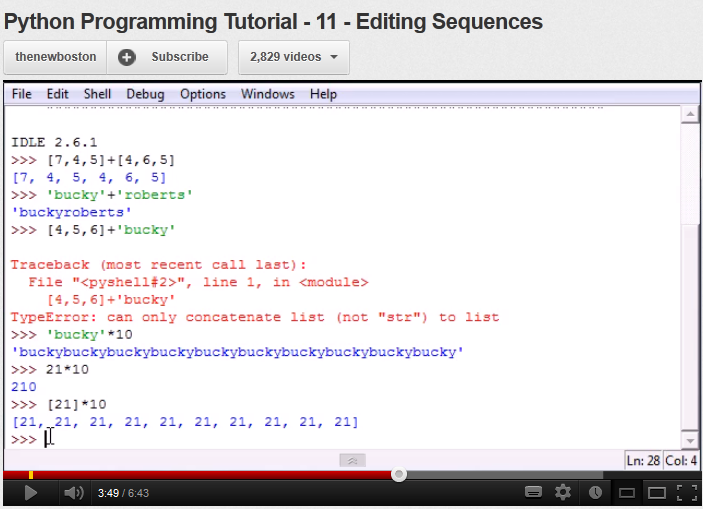 Python Programming Tutorial - 11 - Editing Sequences
thenewboston Subscribe 2,829 videos
File Edit Shell Debug Options Windows Help
IDLE 2.6.1
>>> [7,4,5]+[4,6,5]
[7, 4, 5, 4, 6, 5]
>>> 'bucky'+'roberts'
'buckyroberts'
>>> [4,5,6]+'bucky'
Traceback (most recent call last):
File "<pyshell#2>", line 1, in <module>
[4,5,6]+'bucky'
TypeError: can only concatenate list (not "str") to list
>>> 'bucky'*10
'buckybuckybuckybuckybuckybuckybuckybuckybuckybucky'
>>> 21*10
210
>>> [21]*10
[21, 21, 21, 21, 21, 21, 21, 21, 21, 21]
>>>
Ln: 28 Col: 4
3:49 / 6:43